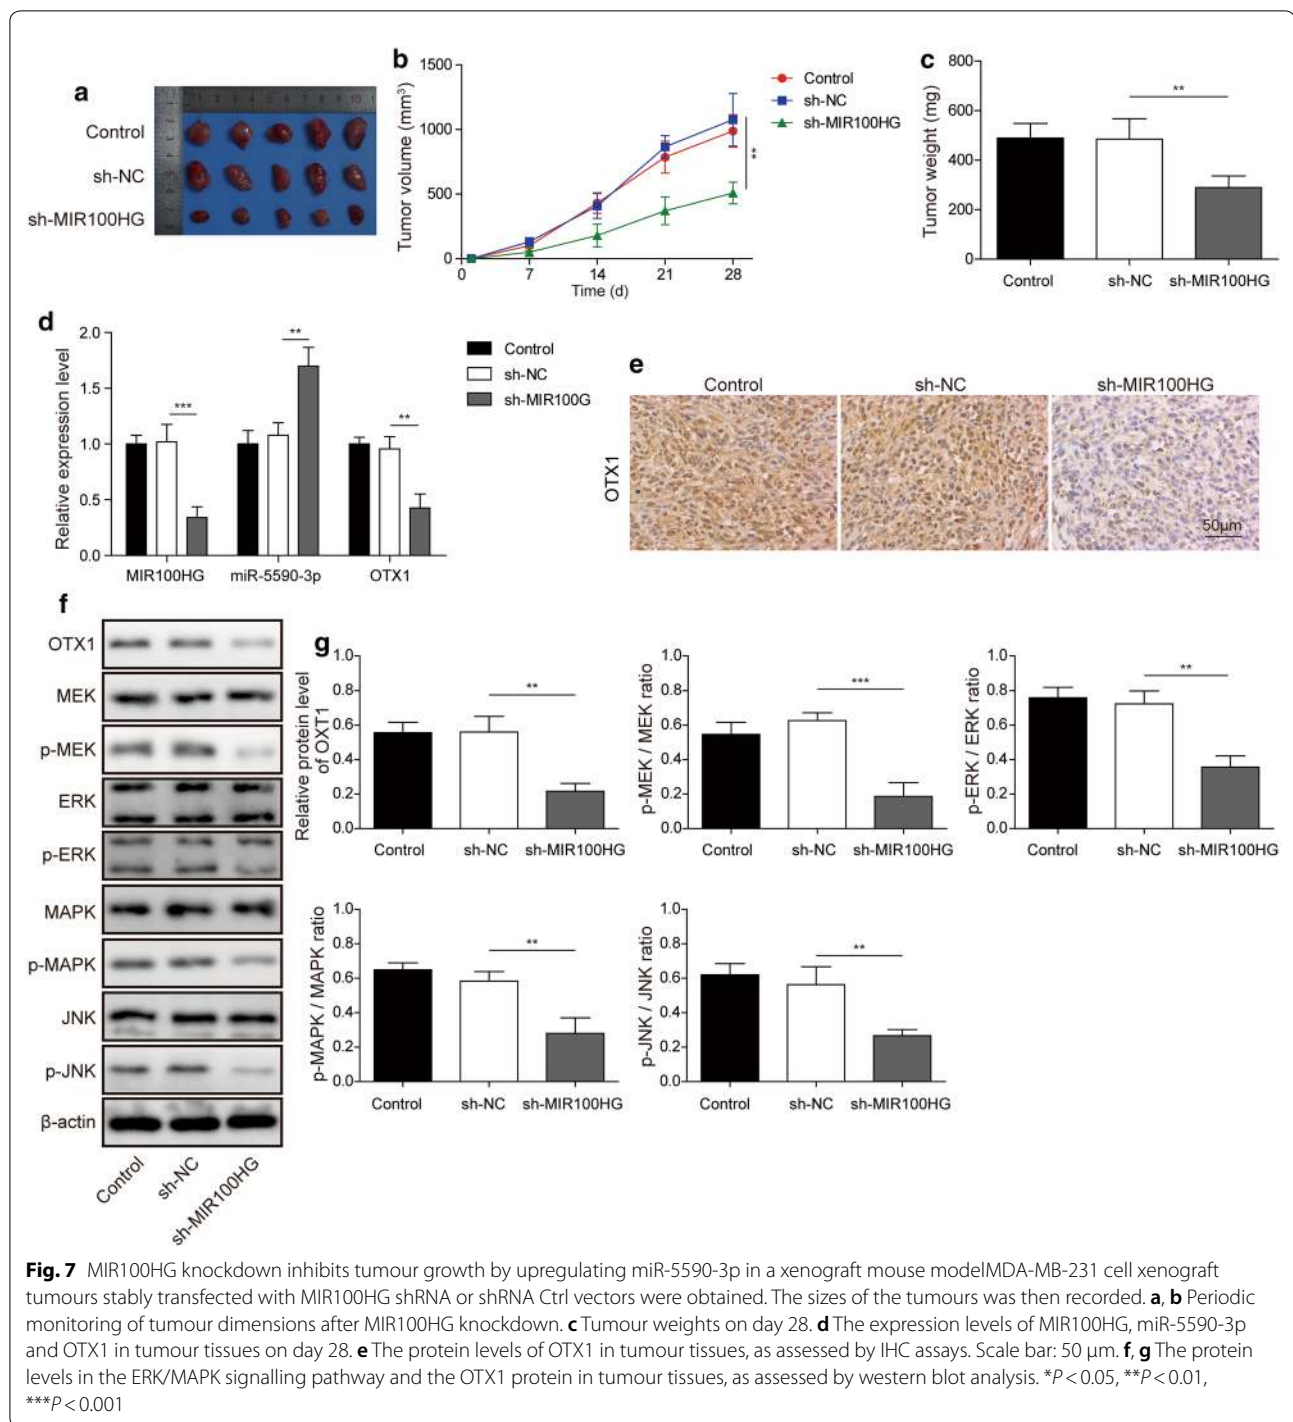 a
Control
sh-NC
sh-MIR100HG
b
Tumor volume (mm³)
1500
1000
500
0
0 7 14 21 28
Time (d)
Control
sh-NC
sh-MIR100HG
**
c
Tumor weight (mg)
800
600
400
200
0
**
Control sh-NC sh-MIR100HG
d
Relative expression level
2.0
1.5
1.0
0.5
0.0
*** ** **
MIR100HG miR-5590-3p OTX1
Control
sh-NC
sh-MIR100G
e
Control sh-NC sh-MIR100HG
OTX1
50μm
f
OTX1
MEK
p-MEK
ERK
p-ERK
MAPK
p-MAPK
JNK
p-JNK
β-actin
Control
sh-NC
sh-MIR100HG
g
Relative protein level
of OXT1
1.0
0.8
0.6
0.4
0.2
0.0
**
Control sh-NC sh-MIR100HG
p-MEK / MEK ratio
1.0
0.8
0.6
0.4
0.2
0.0
***
Control sh-NC sh-MIR100HG
p-ERK / ERK ratio
1.0
0.8
0.6
0.4
0.2
0.0
**
Control sh-NC sh-MIR100HG
p-MAPK / MAPK ratio
1.0
0.8
0.6
0.4
0.2
0.0
**
Control sh-NC sh-MIR100HG
p-JNK / JNK ratio
1.0
0.8
0.6
0.4
0.2
0.0
**
Control sh-NC sh-MIR100HG
Fig. 7 MIR100HG knockdown inhibits tumour growth by upregulating miR-5590-3p in a xenograft mouse modelMDA-MB-231 cell xenograft
tumours stably transfected with MIR100HG shRNA or shRNA Ctrl vectors were obtained. The sizes of the tumours was then recorded. a, b Periodic
monitoring of tumour dimensions after MIR100HG knockdown. c Tumour weights on day 28. d The expression levels of MIR100HG, miR-5590-3p
and OTX1 in tumour tissues on day 28. e The protein levels of OTX1 in tumour tissues, as assessed by IHC assays. Scale bar: 50 μm. f, g The protein
levels in the ERK/MAPK signalling pathway and the OTX1 protein in tumour tissues, as assessed by western blot analysis. *P < 0.05, **P < 0.01,
***P < 0.001